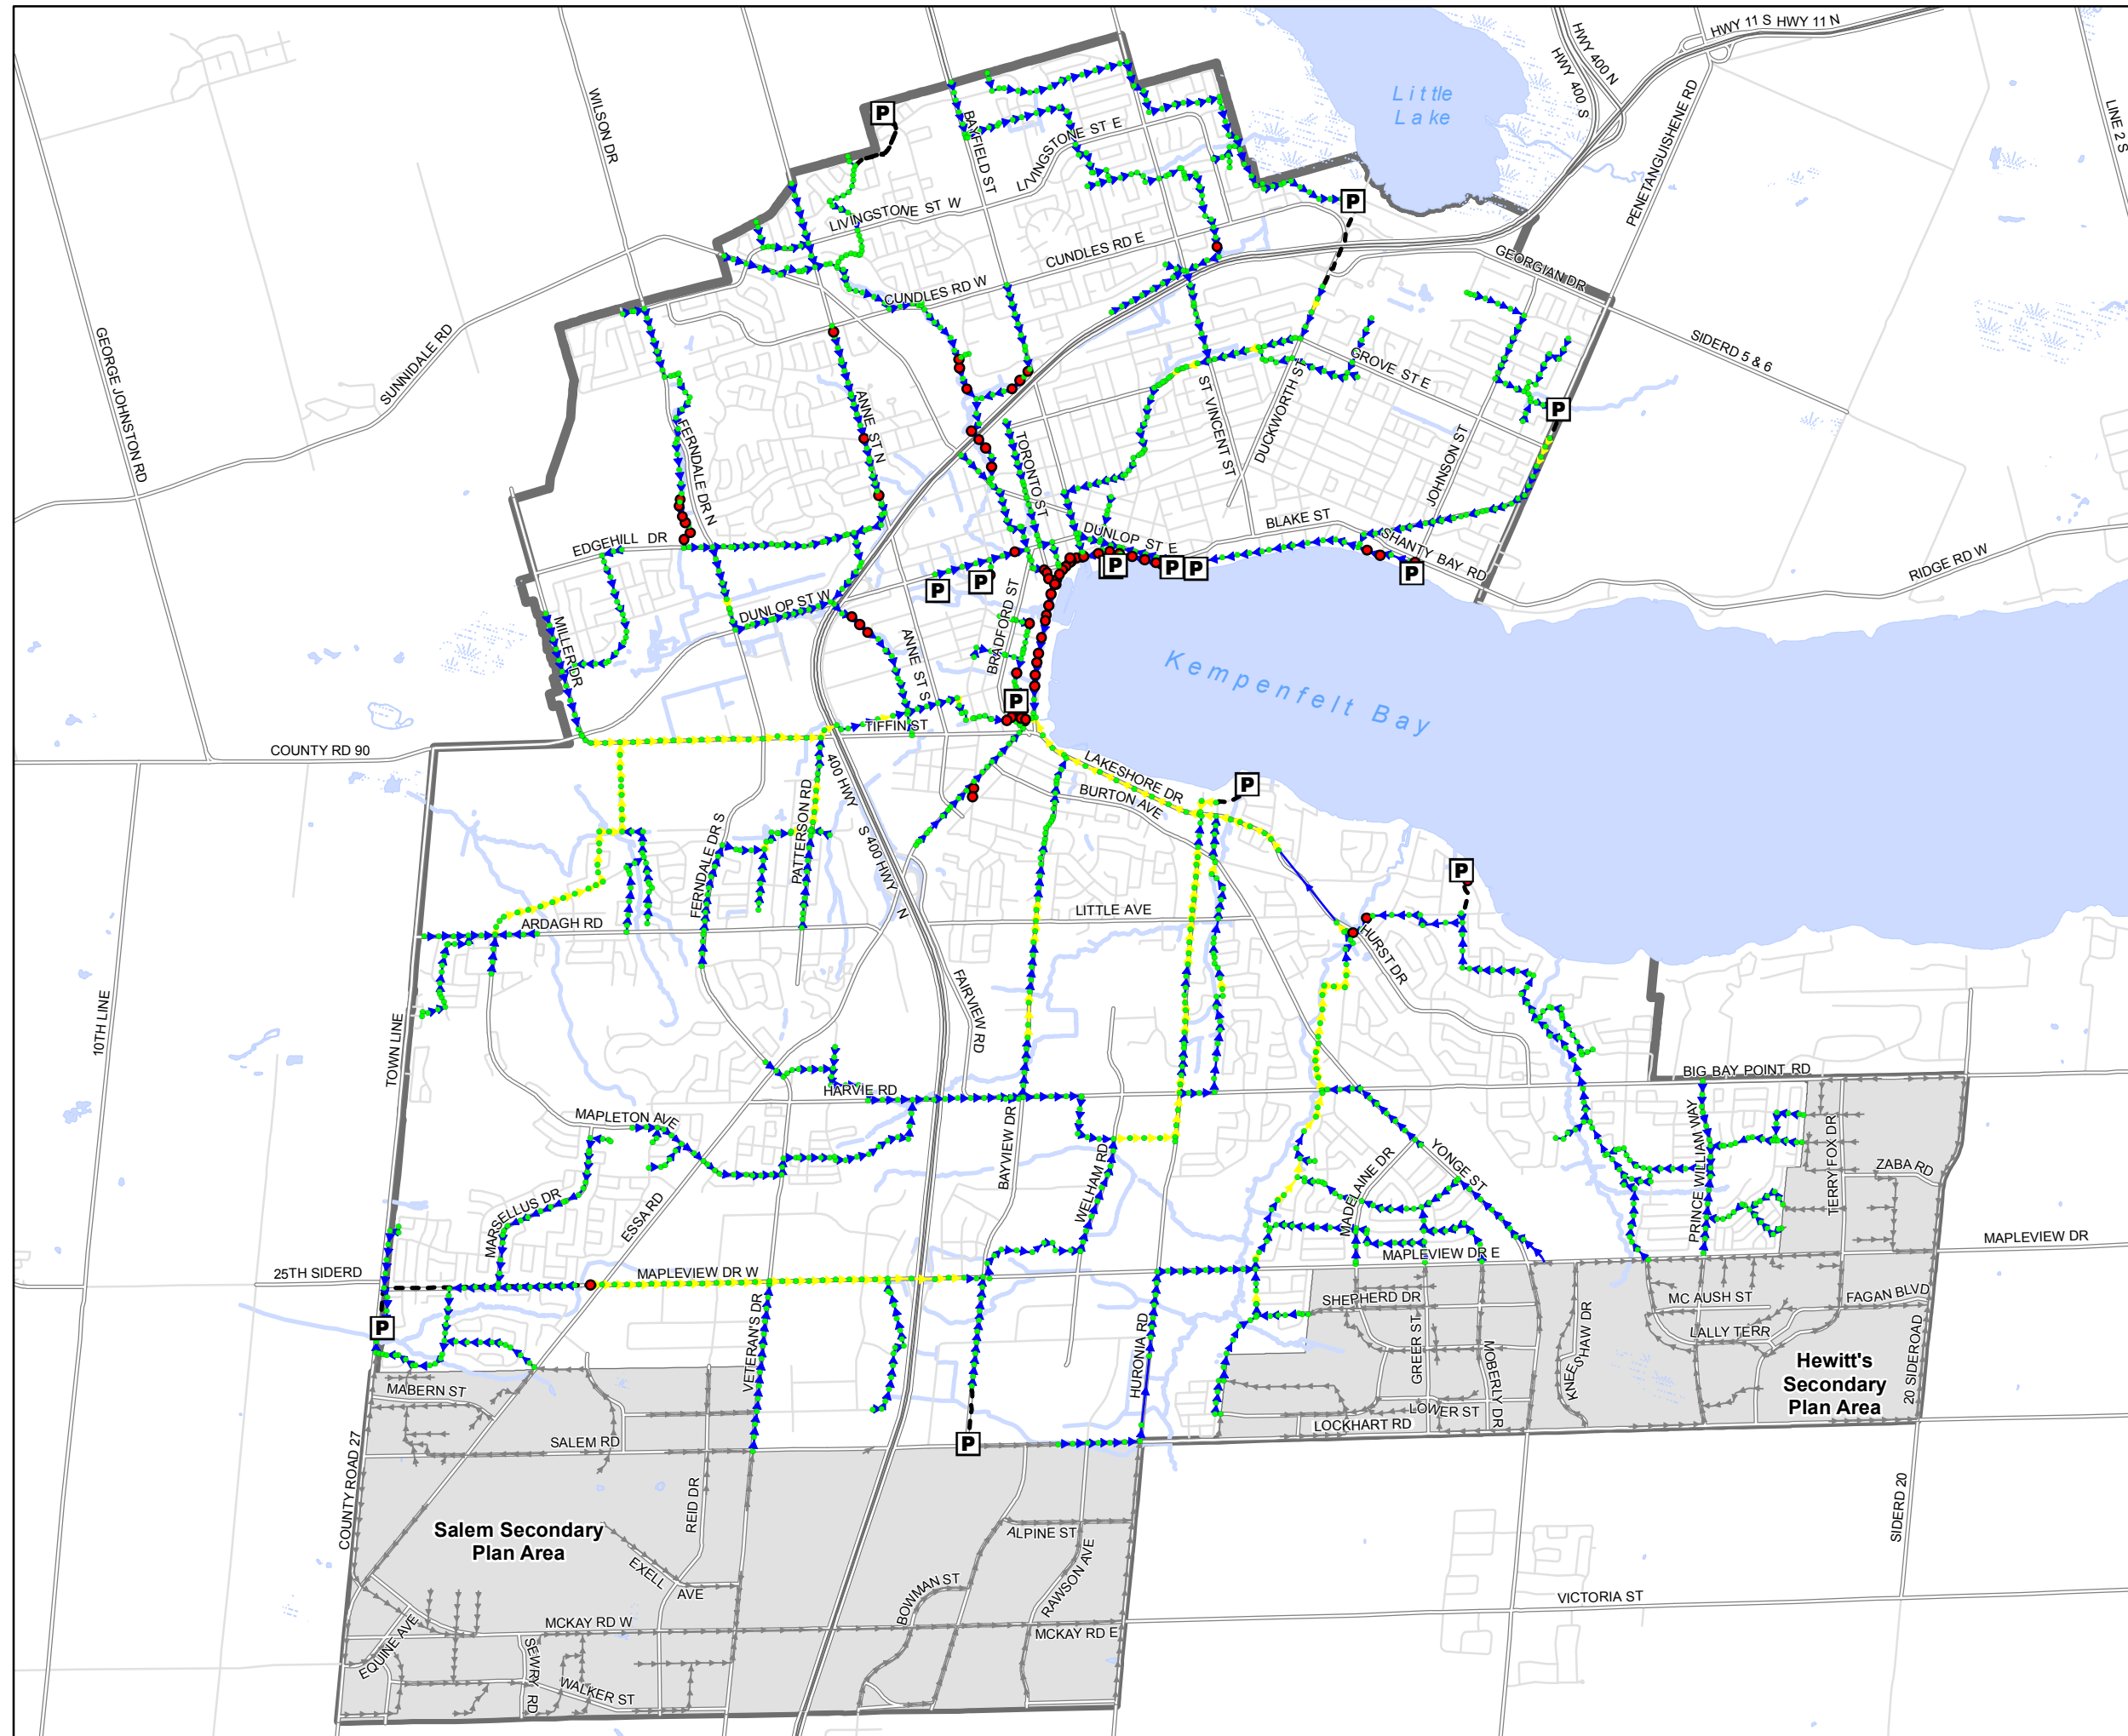 HWY 11 S HWY 11 N
HWY 400 N
HWY 400 S
LINE 2 S
PENETANGUISHENE RD
Little
Lake
WILSON DR
P
BAYFIELD ST
LIVINGSTONE ST E
LIVINGSTONE ST W
P
CUNDLES RD E
GEORGIAN DR
CUNDLES RD W
SUNNIDALE RD
GEORGE JOHNSTON RD
SIDERD 5 & 6
GROVE ST E
ANNE ST N
FERNDALE DR N
TORONTO ST
ST VINCENT ST
DUCKWORTH ST
JOHNSON ST
P
EDGEHILL DR
DUNLOP ST E
BLAKE ST
SHANTY BAY RD
RIDGE RD W
P
P
P
P
P
P
DUNLOP ST W
BRADFORD ST
MILLER DR
ANNE ST S
Kempenfelt Bay
P
TIFFIN ST
COUNTY RD 90
LAKESHORE DR
BURTON AVE
P
400 HWY
S 400 HWY
N
PATTERSON RD
FERNDALE DR S
P
ARDAGH RD
LITTLE AVE
HURST DR
FAIRVIEW RD
10TH LINE
TOWN LINE
HARVIE RD
BIG BAY POINT RD
MAPLETON AVE
BAYVIEW DR
WELHAM RD
YONGE ST
MADELAINE DR
PRINCE WILLIAM WAY
TERRY FOX DR
ZABA RD
MARSELLUS DR
ESSA RD
25TH SIDERD
MAPLEVIEW DR W
MAPLEVIEW DR E
MAPLEVIEW DR
P
SHEPHERD DR
MC AUSH ST
FAGAN BLVD
LALLY TERR
VETERAN'S DR
HURONIA RD
GREER ST
MOBERLY DR
KNESHAW DR
Hewitt's
Secondary
Plan Area
20 SIDEROAD
MABERN ST
LOWER ST
LOCKHART RD
SALEM RD
P
COUNTY ROAD 27
REID DR
SIDERD 20
Salem Secondary
Plan Area
ALPINE ST
EXELL
AVE
BOWMAN ST
RAWSON AVE
VICTORIA ST
MCKAY RD W
MCKAY RD E
EQUINE AVE
SEWRY RD
WALKER ST